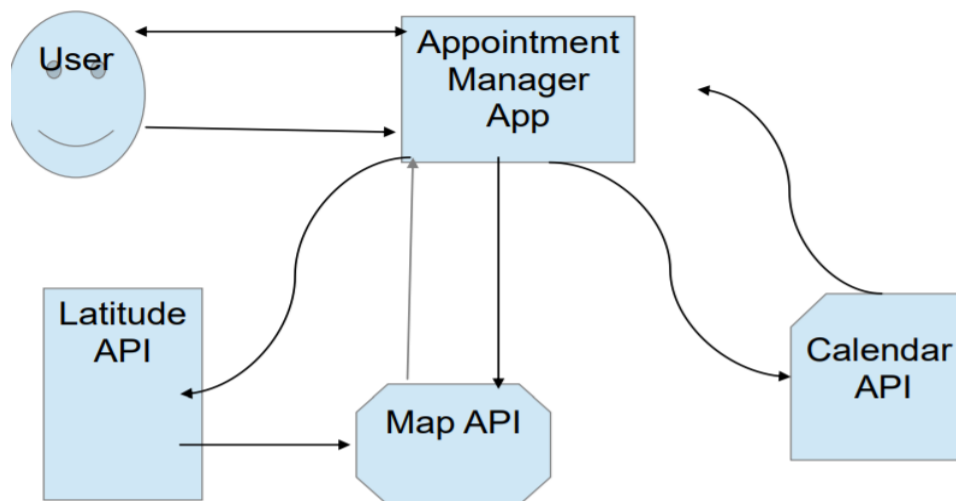 User
Appointment
Manager
App
Latitude
API
Map API
Calendar
API